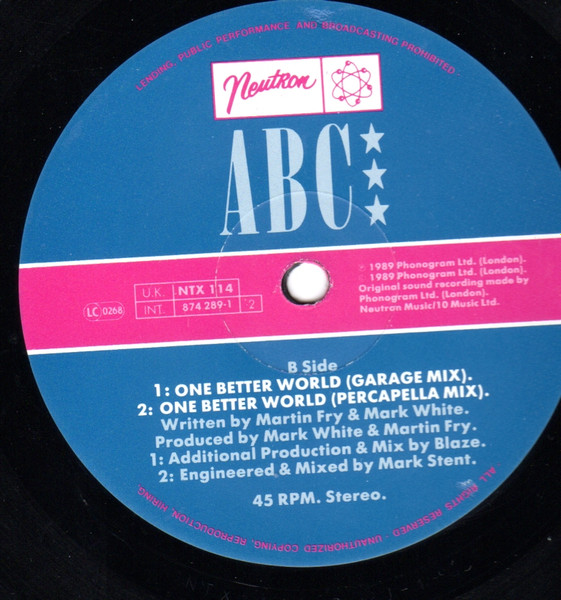 LENDING, PUBLIC PERFORMANCE AND BROADCASTING PROHIBITED ·
Neutron
ABC
℗ 1989 Phonogram Ltd. (London).
© 1989 Phonogram Ltd. (London).
Original sound recording made by
Phonogram Ltd. (London).
Neutran Music/10 Music Ltd.
LC 0268
U.K. NTX 114
INT. 874 289-1 2
B Side
1: ONE BETTER WORLD (GARAGE MIX).
2: ONE BETTER WORLD (PERCAPELLA MIX).
Written by Martin Fry & Mark White.
Produced by Mark White & Martin Fry.
1: Additional Production & Mix by Blaze.
2: Engineered & Mixed by Mark Stent.
45 RPM. Stereo.
ALL RIGHTS RESERVED - UNAUTHORIZED COPYING, REPRODUCTION, HIRING,